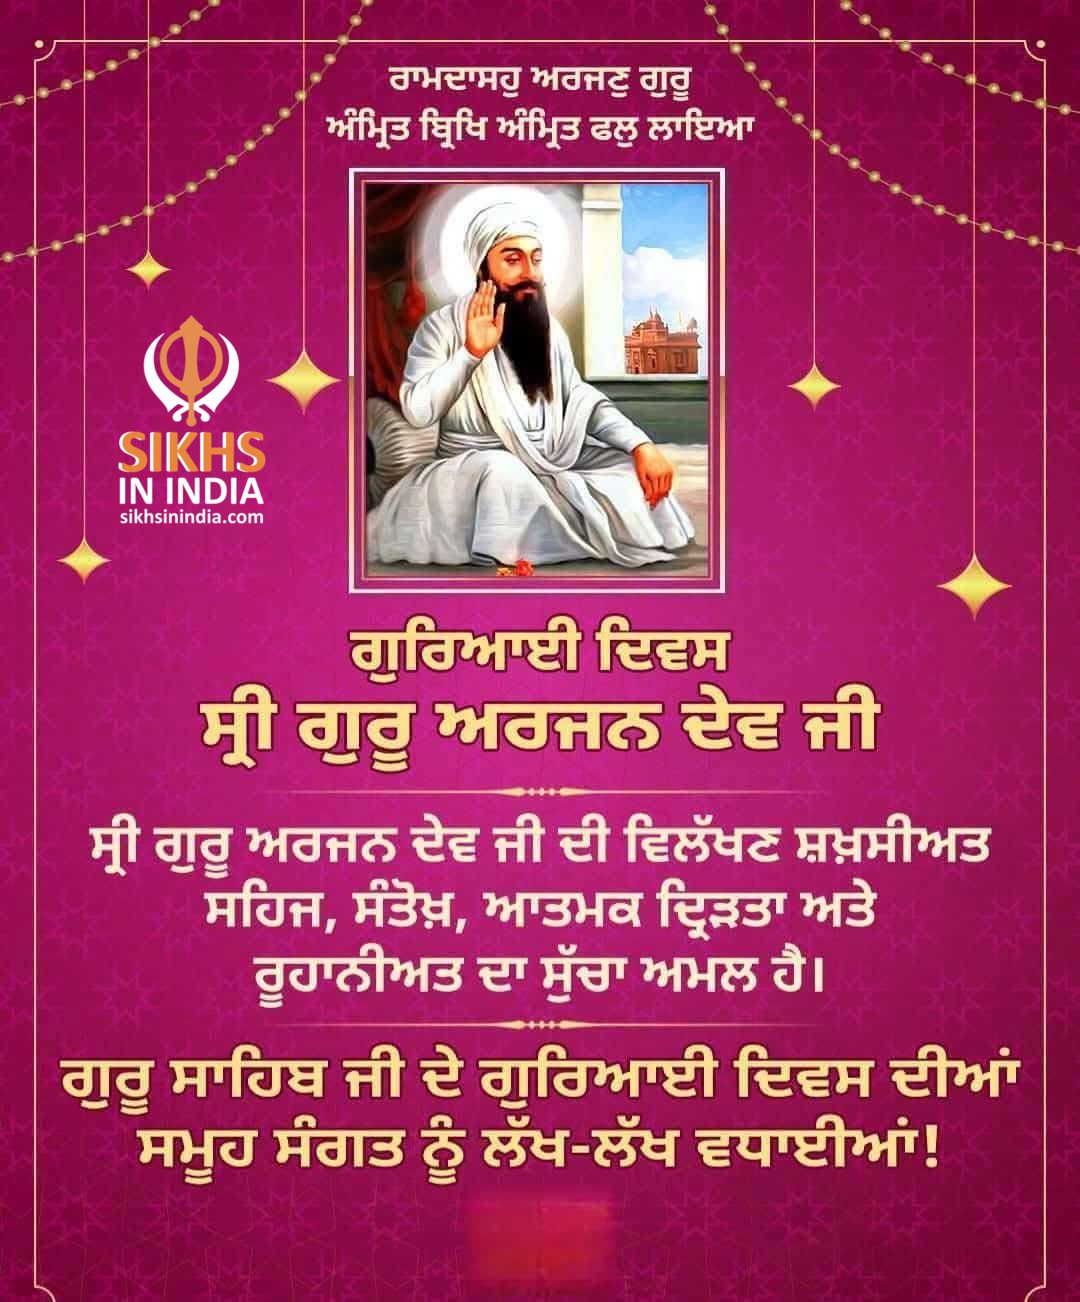 ਰਾਮਦਾਸਹੁ ਅਰਜਣੁ ਗੁਰੂ
ਅੰਮ੍ਰਿਤ ਬ੍ਰਿਖਿ ਅੰਮ੍ਰਿਤ ਫਲੁ ਲਾਇਆ
SIKHS
IN INDIA
sikhsinindia.com
ਗੁਰਿਆਈ ਦਿਵਸ
ਸ੍ਰੀ ਗੁਰੂ ਅਰਜਨ ਦੇਵ ਜੀ
ਸ੍ਰੀ ਗੁਰੂ ਅਰਜਨ ਦੇਵ ਜੀ ਦੀ ਵਿਲੱਖਣ ਸ਼ਖ਼ਸੀਅਤ
ਸਹਿਜ, ਸੰਤੋਖ਼, ਆਤਮਕ ਦ੍ਰਿੜਤਾ ਅਤੇ
ਰੂਹਾਨੀਅਤ ਦਾ ਸੁੱਚਾ ਅਮਲ ਹੈ।
ਗੁਰੂ ਸਾਹਿਬ ਜੀ ਦੇ ਗੁਰਿਆਈ ਦਿਵਸ ਦੀਆਂ
ਸਮੂਹ ਸੰਗਤ ਨੂੰ ਲੱਖ-ਲੱਖ ਵਧਾਈਆਂ!